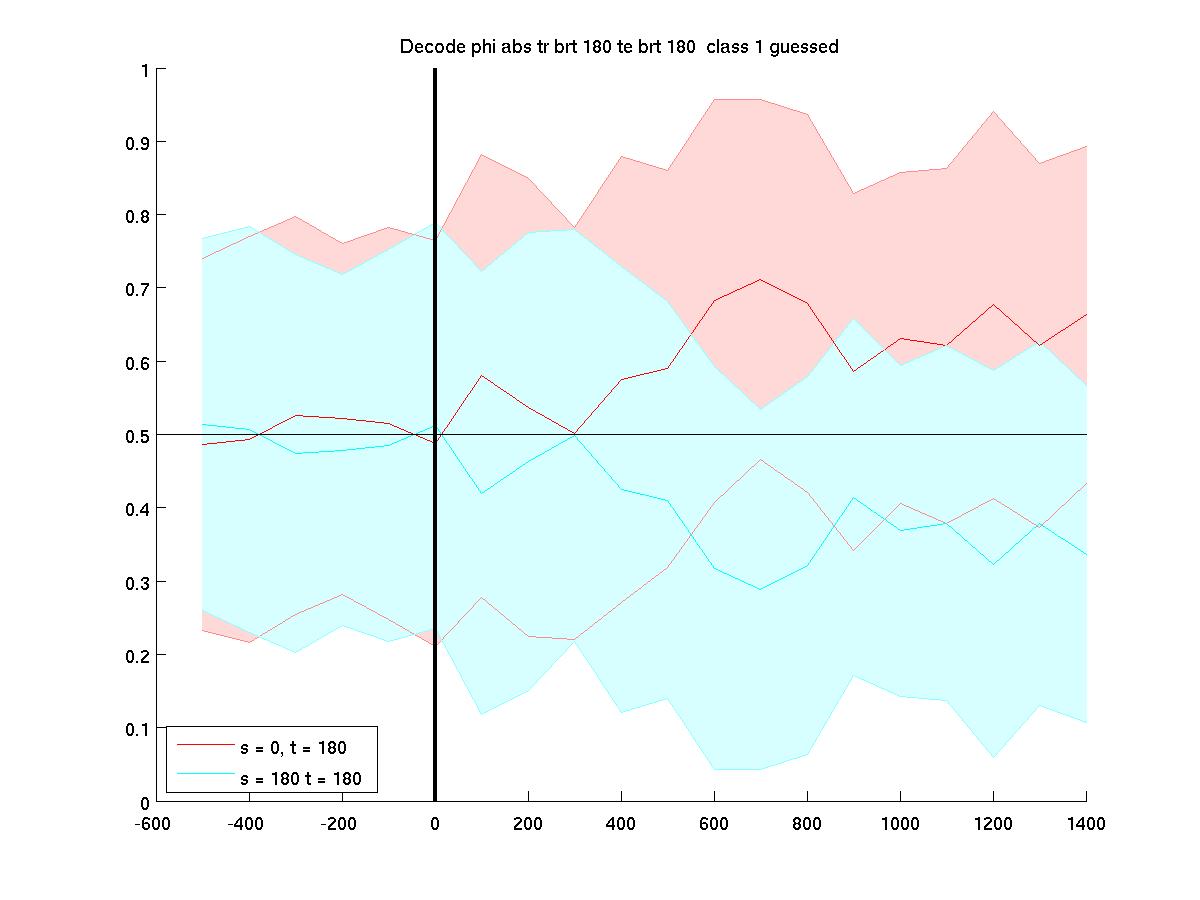 Decode phi abs tr brt 180 te brt 180  class 1 guessed
1
0.9
0.8
0.7
0.6
0.5
0.4
0.3
0.2
0.1
0
s = 0, t = 180
s = 180 t = 180
-600 -400 -200 0 200 400 600 800 1000 1200 1400